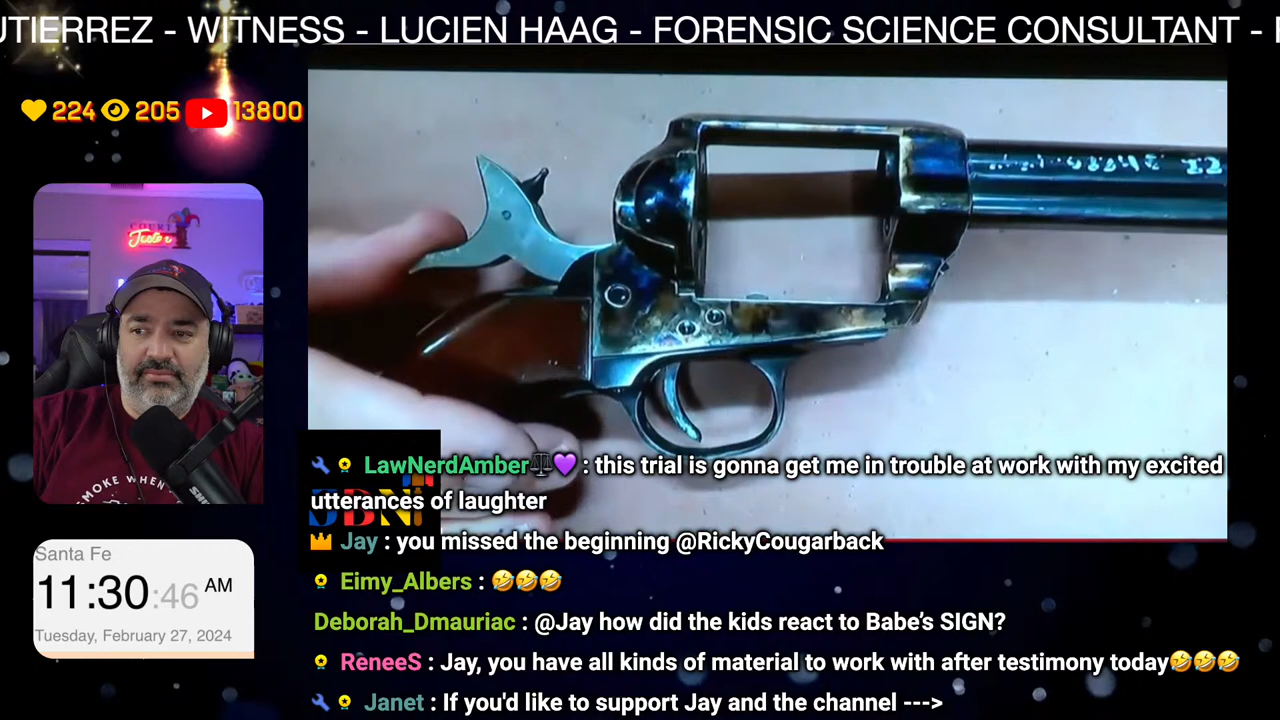 UTIERREZ - WITNESS - LUCIEN HAAG - FORENSIC SCIENCE CONSULTANT -
224 205 13800
COURT
Jester
SMOKE WHEN
Santa Fe
11:30:46 AM
Tuesday, February 27, 2024
LawNerdAmber⚖️💜 : this trial is gonna get me in trouble at work with my excited
utterances of laughter
Jay : you missed the beginning @RickyCougarback
Eimy_Albers : 🤣🤣🤣
Deborah_Dmauriac : @Jay how did the kids react to Babe’s SIGN?
ReneeS : Jay, you have all kinds of material to work with after testimony today🤣🤣🤣
Janet : If you'd like to support Jay and the channel --->